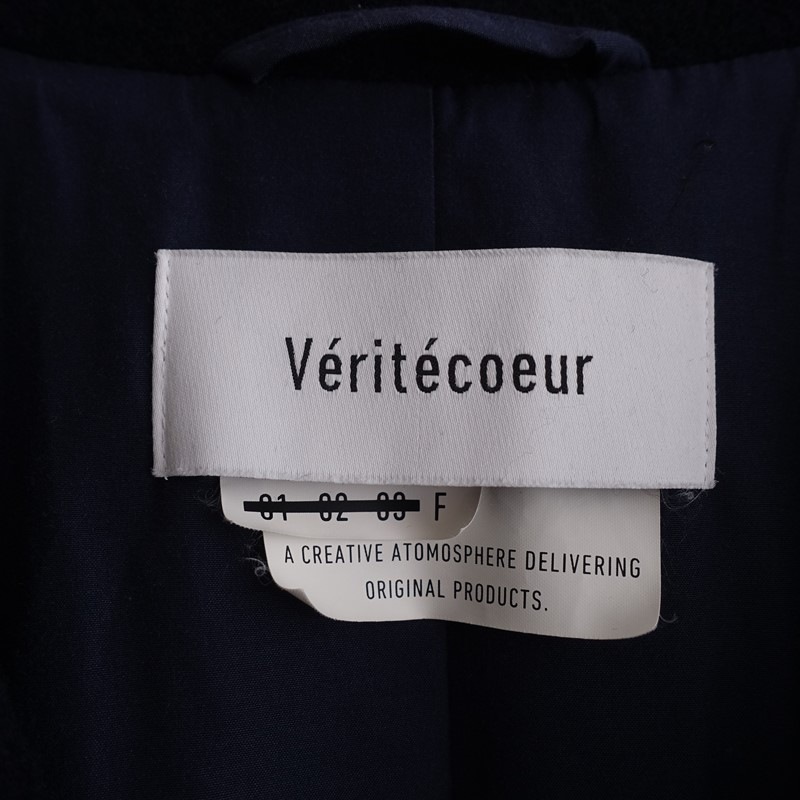 Véritécoeur
01 02 03 F
A CREATIVE ATOMOSPHERE DELIVERING
ORIGINAL PRODUCTS.